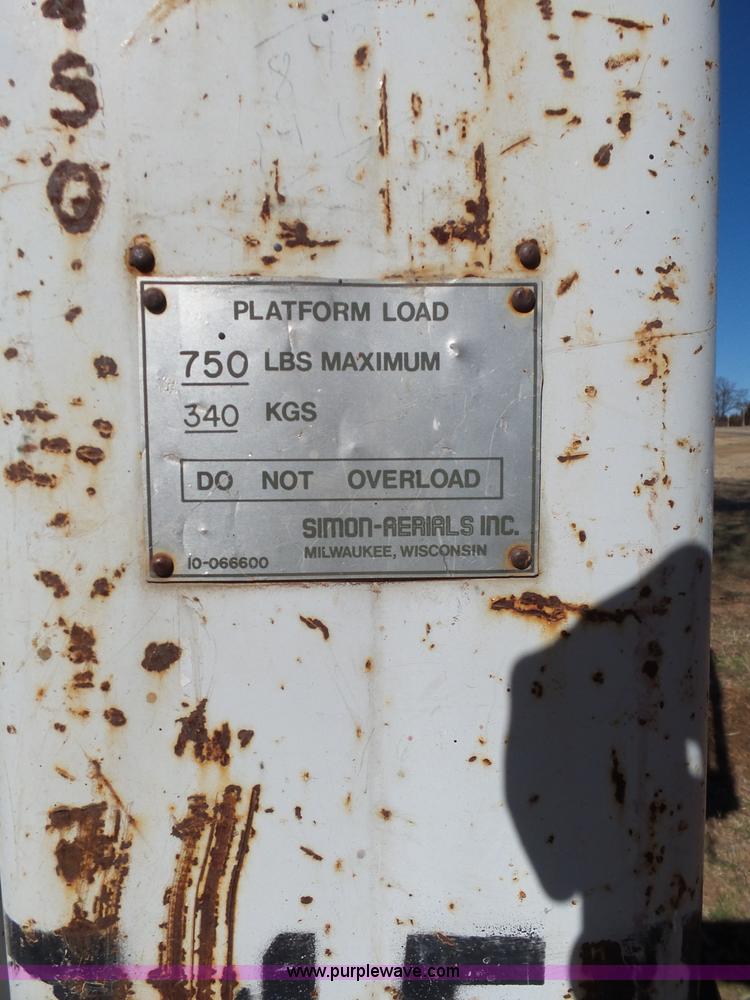 S
Q
PLATFORM LOAD
750 LBS MAXIMUM
340 KGS
DO NOT OVERLOAD
SIMON-AERIALS INC.
MILWAUKEE, WISCONSIN
10-066600
www.purplewave.com